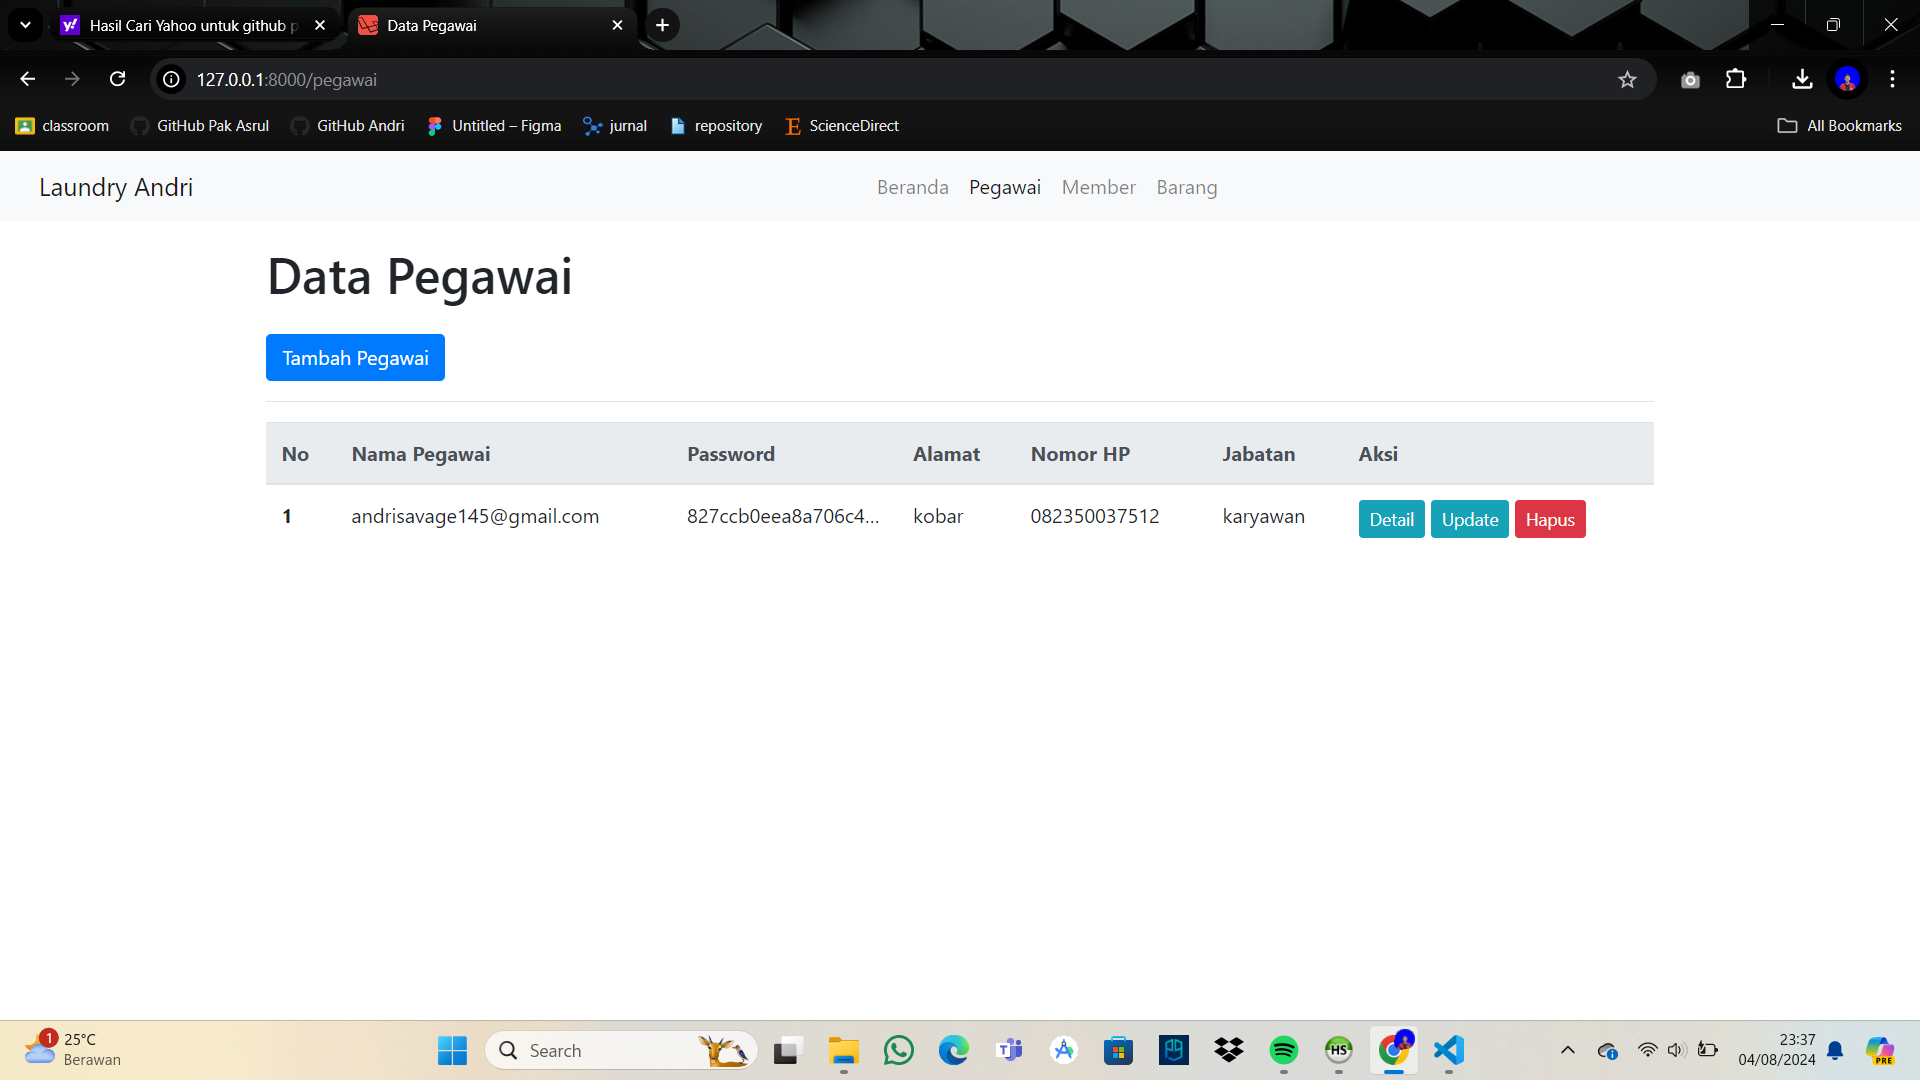 Hasil Cari Yahoo untuk github p
Data Pegawai
127.0.0.1:8000/pegawai
classroom
GitHub Pak Asrul
GitHub Andri
Untitled – Figma
jurnal
repository
ScienceDirect
All Bookmarks
Laundry Andri
Beranda Pegawai Member Barang
Data Pegawai
Tambah Pegawai
No Nama Pegawai Password Alamat Nomor HP Jabatan Aksi
1 andrisavage145@gmail.com 827ccb0eea8a706c4... kobar 082350037512 karyawan Detail Update Hapus
1
25°C
Berawan
Search
HS
PRE
23:37
04/08/2024